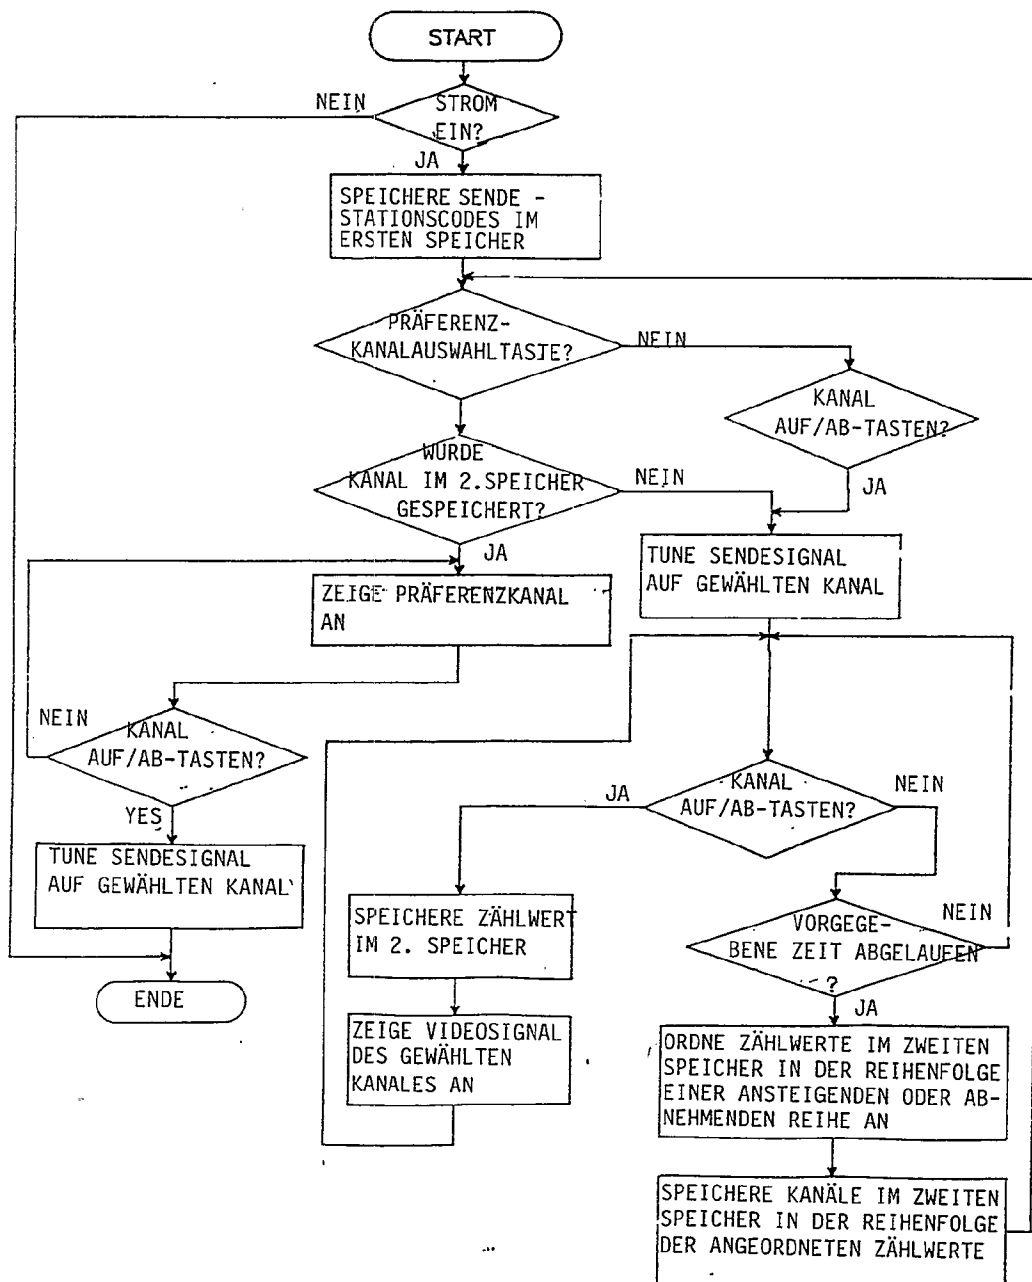 START
NEIN
STROM
EIN?
JA
SPEICHERE SENDE -
STATIONSCODES IM
ERSTEN SPEICHER
PRÄFERENZ-
KANALAUSWAHLTASTE?
NEIN
KANAL
AUF/AB-TASTEN?
JA
WURDE
KANAL IM 2.SPEICHER
GESPEICHERT?
NEIN
JA
TUNE SENDESIGNAL
AUF GEWÄHLTEN KANAL
ZEIGE PRÄFERENZKANAL
AN
NEIN
KANAL
AUF/AB-TASTEN?
YES
TUNE SENDESIGNAL
AUF GEWÄHLTEN KANAL
ENDE
KANAL
AUF/AB-TASTEN?
JA
NEIN
SPEICHERE ZÄHLWERT
IM 2. SPEICHER
ZEIGE VIDEOSIGNAL
DES GEWÄHLTEN
KANALES AN
VORGEGE-
BENE ZEIT ABGELAUFEN
?
NEIN
JA
ORDNE ZÄHLWERTE IM ZWEITEN
SPEICHER IN DER REIHENFOLGE
EINER ANSTEIGENDEN ODER AB-
NEHMENDEN REIHE AN
SPEICHERE KANÄLE IM ZWEITEN
SPEICHER IN DER REIHENFOLGE
DER ANGEORDNETEN ZÄHLWERTE